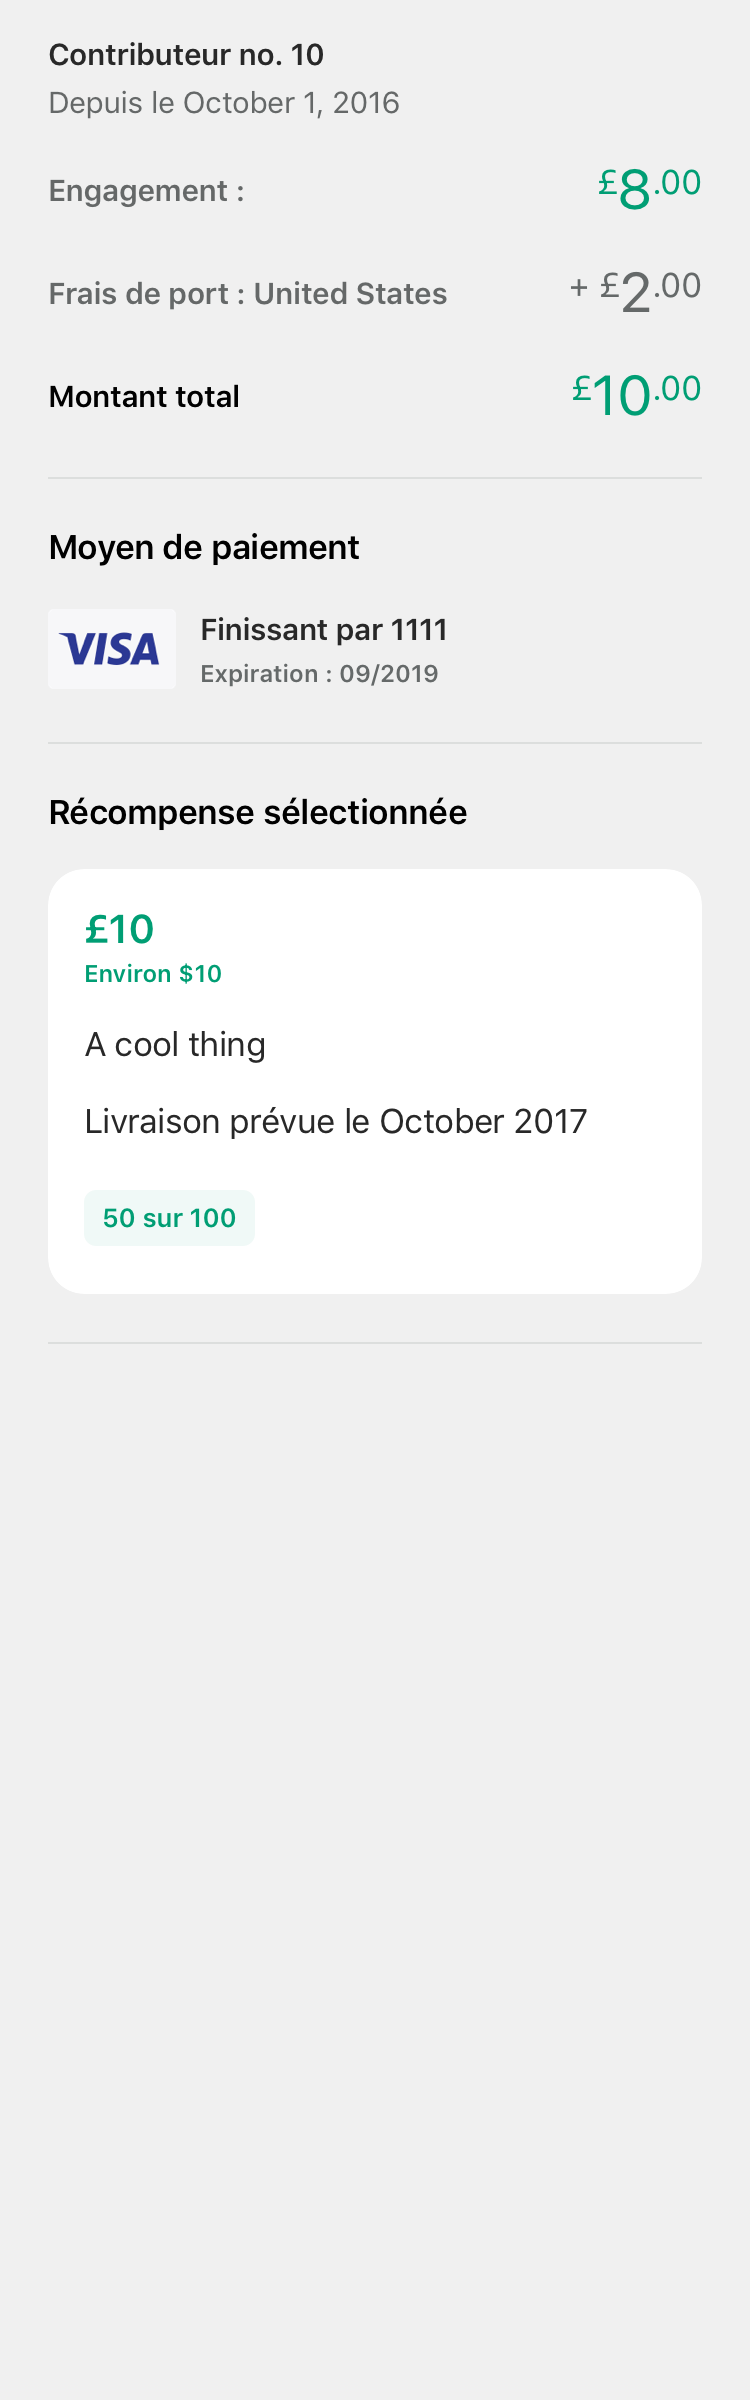 Contributeur no. 10
Depuis le October 1, 2016
Engagement : £8.00
Frais de port : United States + £2.00
Montant total £10.00
Moyen de paiement
VISA
Finissant par 1111
Expiration : 09/2019
Récompense sélectionnée
£10
Environ $10
A cool thing
Livraison prévue le October 2017
50 sur 100